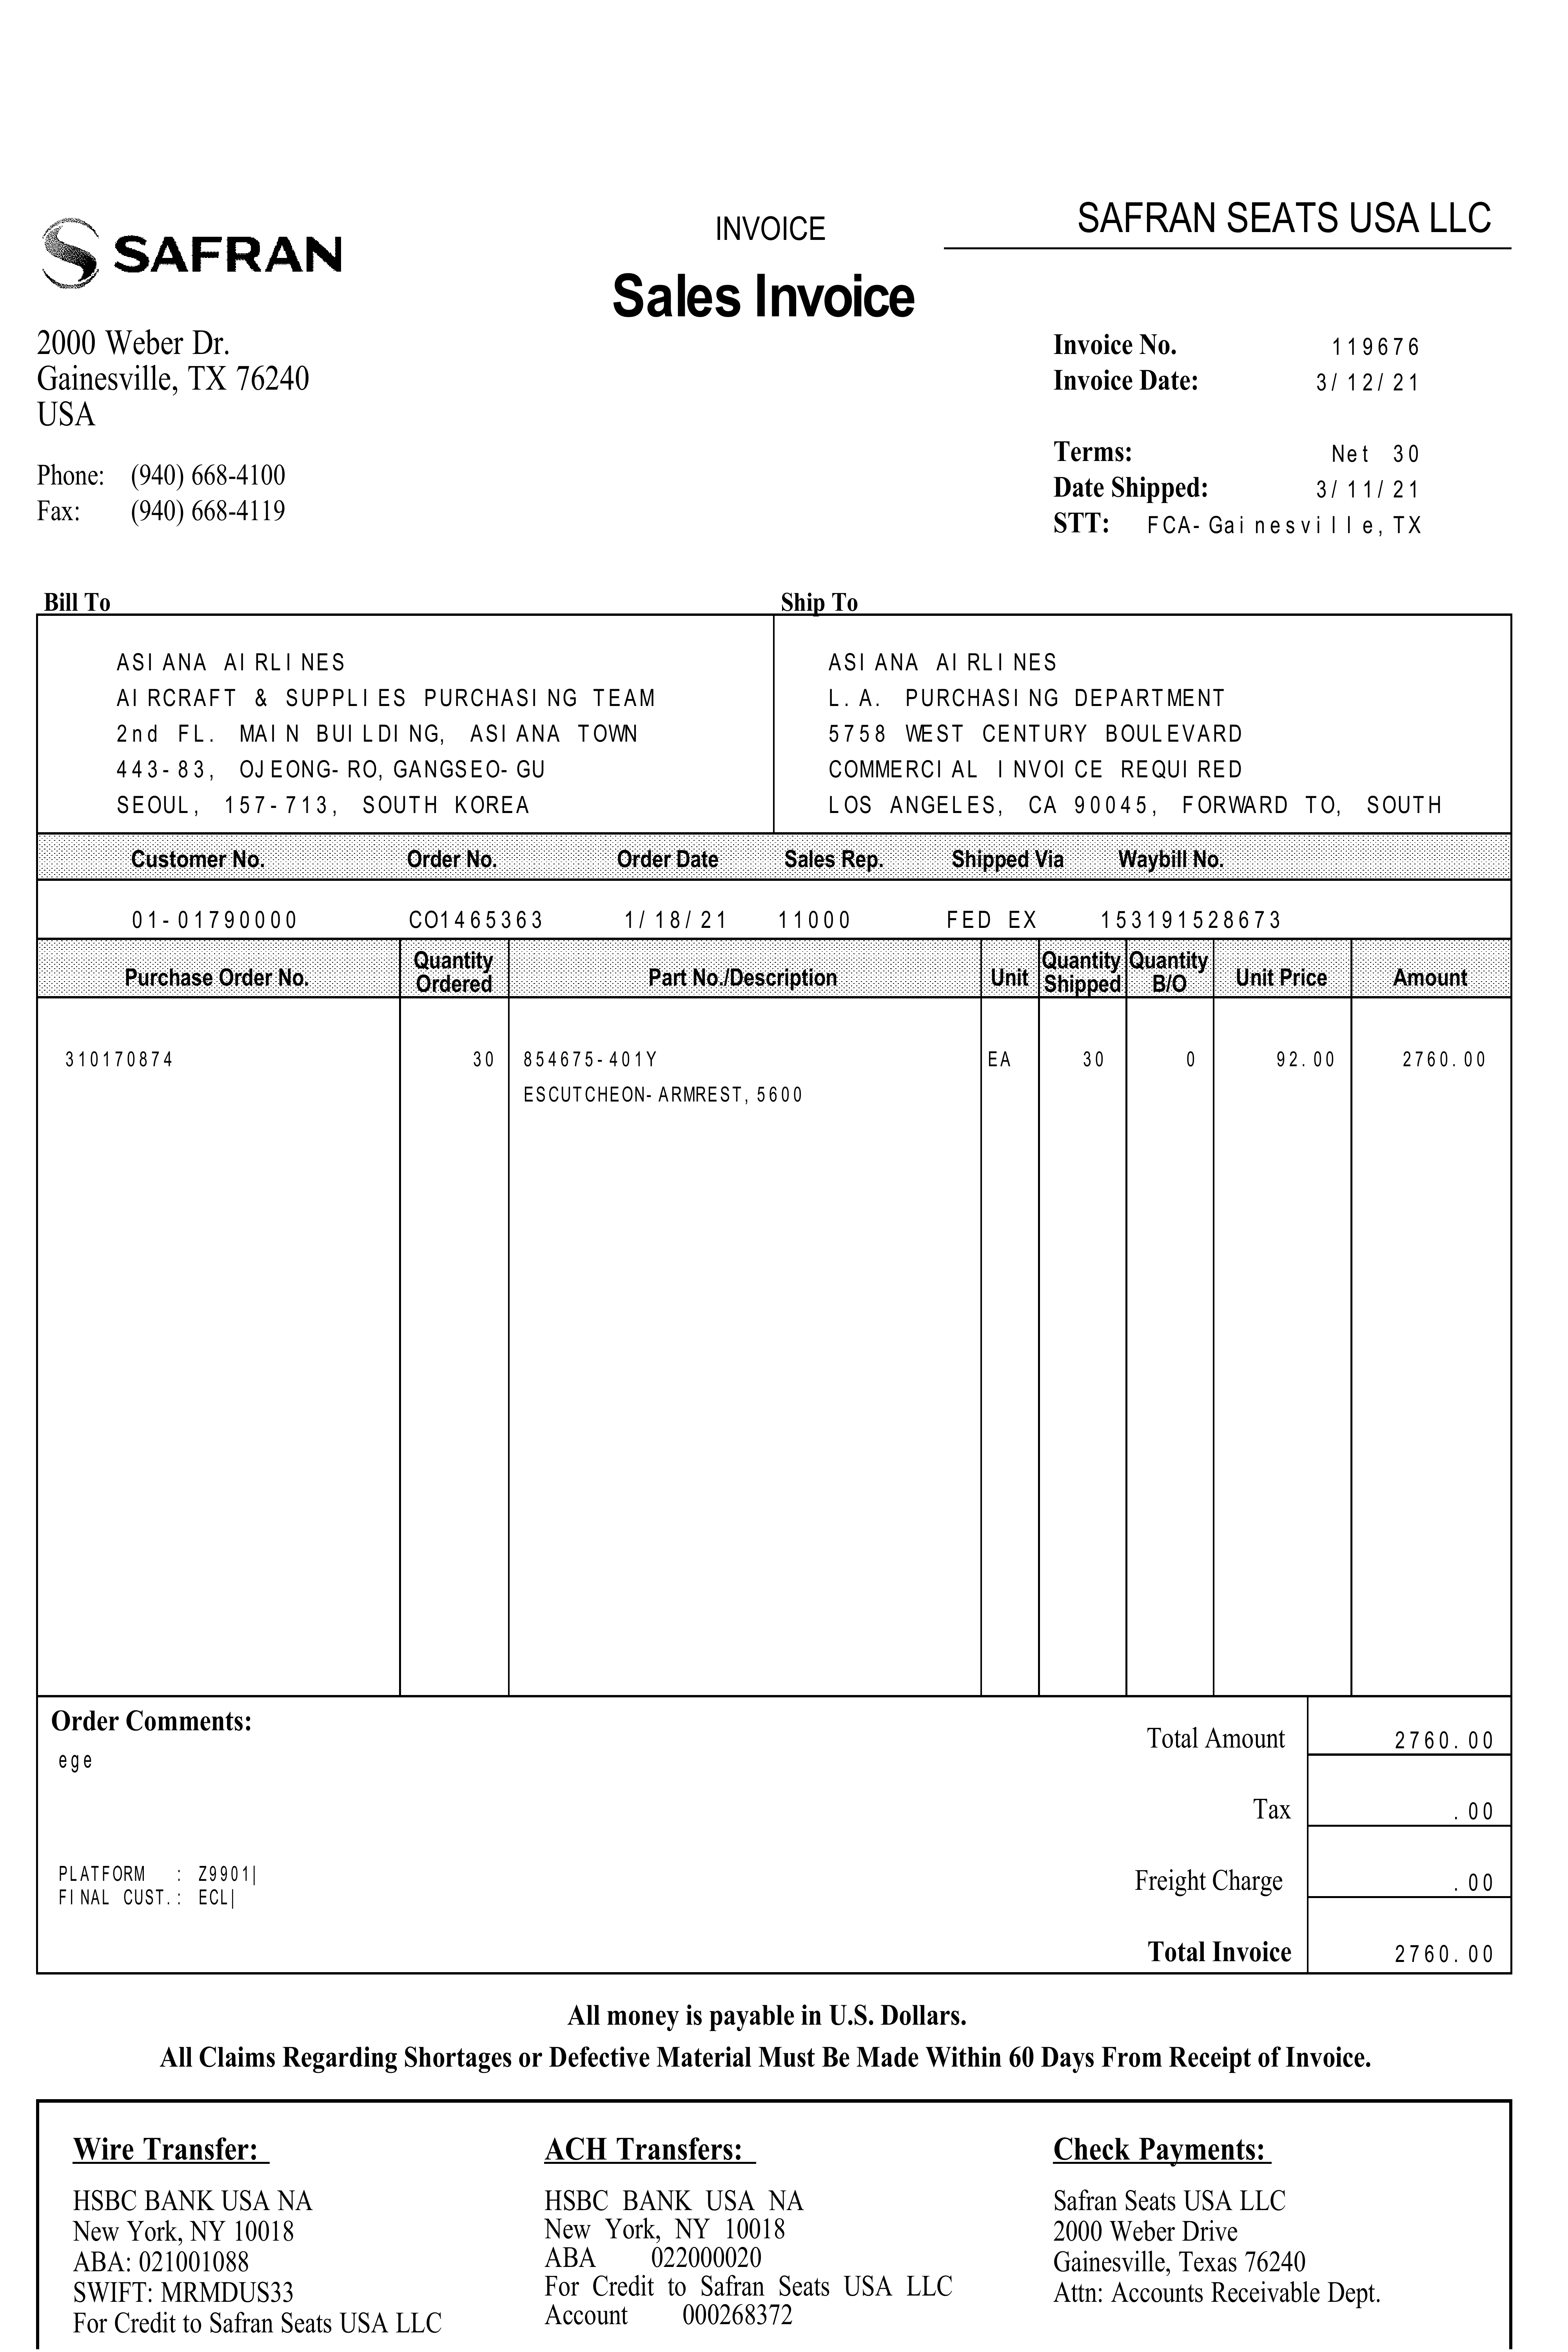 SAFRAN
INVOICE
SAFRAN SEATS USA LLC
Sales Invoice
2000 Weber Dr.
Gainesville, TX 76240
USA
Phone: (940) 668-4100
Fax: (940) 668-4119
Invoice No. 119676
Invoice Date: 3/12/21
Terms: Net 30
Date Shipped: 3/11/21
STT: FCA-Gainesville,TX
Bill To
ASIANA AIRLINES
AIRCRAFT & SUPPLIES PURCHASING TEAM
2nd FL. MAIN BUILDING, ASIANA TOWN
443-83, OJEONG-RO,GANGSEO-GU
SEOUL, 157-713, SOUTH KOREA
Ship To
ASIANA AIRLINES
L.A. PURCHASING DEPARTMENT
5758 WEST CENTURY BOULEVARD
COMMERCIAL INVOICE REQUIRED
LOS ANGELES, CA 90045, FORWARD TO, SOUTH
Customer No. Order No. Order Date Sales Rep. Shipped Via Waybill No.
01-01790000 CO1465363 1/18/21 11000 FED EX 153191528673
Purchase Order No. Quantity Ordered Part No./Description Unit Quantity Shipped Quantity B/O Unit Price Amount
310170874 30 854675-401Y EA 30 0 92.00 2760.00
ESCUTCHEON-ARMREST,5600
Order Comments:
ege
PLATFORM : Z9901|
FINAL CUST.: ECL|
Total Amount 2760.00
Tax .00
Freight Charge .00
Total Invoice 2760.00
All money is payable in U.S. Dollars.
All Claims Regarding Shortages or Defective Material Must Be Made Within 60 Days From Receipt of Invoice.
Wire Transfer:
HSBC BANK USA NA
New York, NY 10018
ABA: 021001088
SWIFT: MRMDUS33
For Credit to Safran Seats USA LLC
ACH Transfers:
HSBC BANK USA NA
New York, NY 10018
ABA 022000020
For Credit to Safran Seats USA LLC
Account 000268372
Check Payments:
Safran Seats USA LLC
2000 Weber Drive
Gainesville, Texas 76240
Attn: Accounts Receivable Dept.